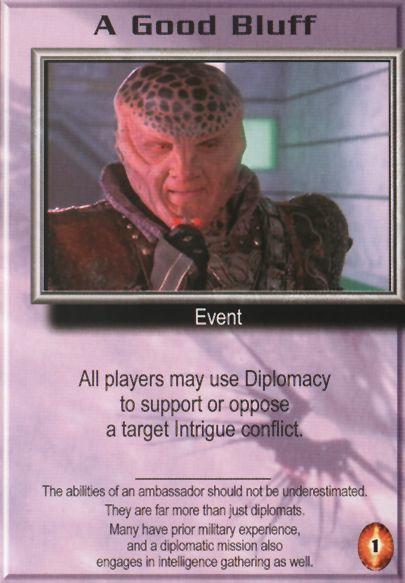 A Good Bluff
Event
All players may use Diplomacy
to support or oppose
a target Intrigue conflict.
The abilities of an ambassador should not be underestimated.
They are far more than just diplomats.
Many have prior military experience,
and a diplomatic mission also
engages in intelligence gathering as well.
1